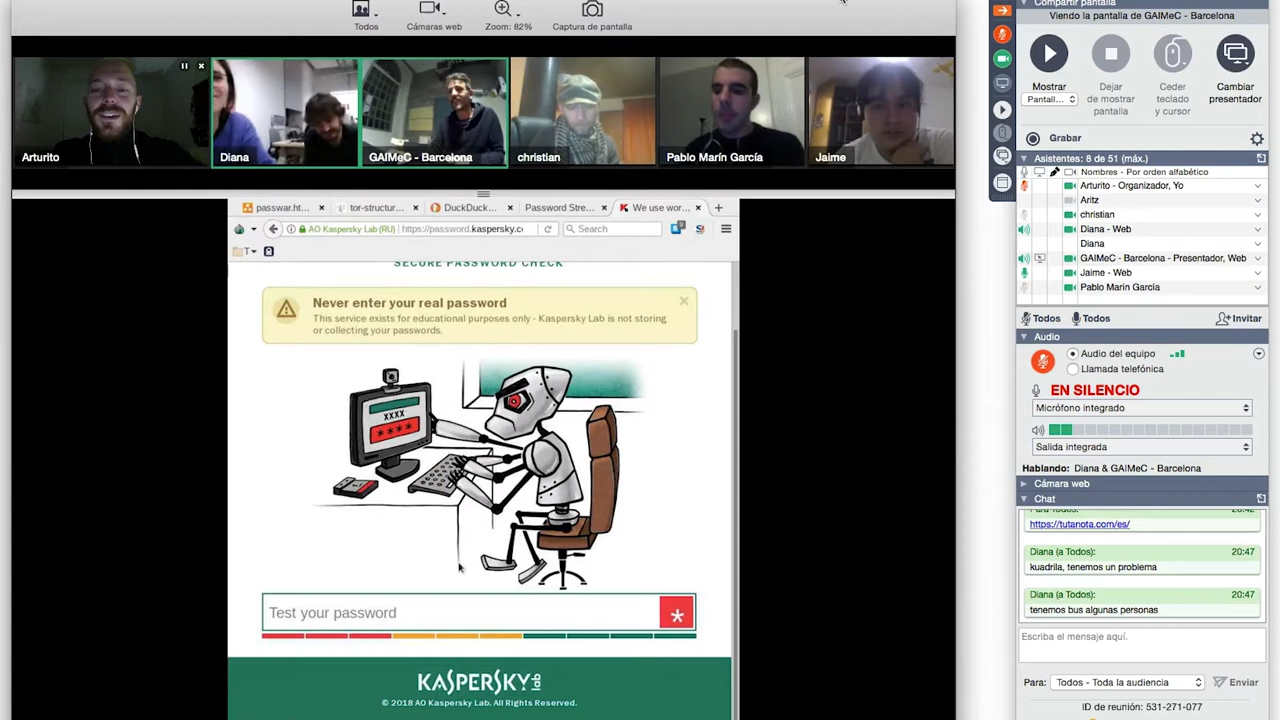 Todos
Cámaras web
Zoom: 82%
Captura de pantalla
Arturito
Diana
GAIMeC - Barcelona
christian
Pablo Marín García
Jaime
passwar.ht...
tor-structur...
DuckDuck...
Password Stre...
We use wor...
AO Kaspersky Lab (RU)
https://password.kaspersky.c
Search
T
SECURE PASSWORD CHECK
Never enter your real password
This service exists for educational purposes only - Kaspersky Lab is not storing
or collecting your passwords.
XXXX
****
Test your password
*
KASPERSKY lab
© 2018 AO Kaspersky Lab. All Rights Reserved.
Compartir pantalla
Viendo la pantalla de GAIMeC - Barcelona
Mostrar
Pantall...
Dejar
de mostrar
pantalla
Ceder
teclado
y cursor
Cambiar
presentador
Grabar
Asistentes: 8 de 51 (máx.)
Nombres - Por orden alfabético
Arturito - Organizador, Yo
Aritz
christian
Diana - Web
Diana
GAIMeC - Barcelona - Presentador, Web
Jaime - Web
Pablo Marín García
Todos
Todos
Invitar
Audio
Audio del equipo
Llamada telefónica
EN SILENCIO
Micrófono integrado
Salida integrada
Hablando: Diana & GAIMeC - Barcelona
Cámara web
Chat
Para Todos:
20:42
https://tutanota.com/es/
Diana (a Todos):
20:47
kuadrila, tenemos un problema
Diana (a Todos):
20:47
tenemos bus algunas personas
Escriba el mensaje aquí.
Para:
Todos - Toda la audiencia
Enviar
ID de reunión: 531-271-077